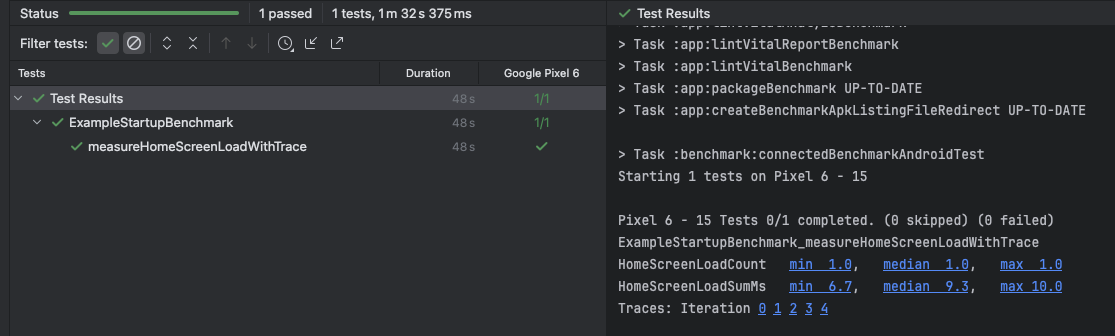 Status 1 passed 1 tests, 1 m 32 s 375 ms
Filter tests:
Tests Duration Google Pixel 6
Test Results 48 s 1/1
ExampleStartupBenchmark 48 s 1/1
measureHomeScreenLoadWithTrace 48 s
Test Results
> Task :app:lintVitalReportBenchmark
> Task :app:lintVitalBenchmark
> Task :app:packageBenchmark UP-TO-DATE
> Task :app:createBenchmarkApkListingFileRedirect UP-TO-DATE
> Task :benchmark:connectedBenchmarkAndroidTest
Starting 1 tests on Pixel 6 - 15
Pixel 6 - 15 Tests 0/1 completed. (0 skipped) (0 failed)
ExampleStartupBenchmark_measureHomeScreenLoadWithTrace
HomeScreenLoadCount min 1.0, median 1.0, max 1.0
HomeScreenLoadSumMs min 6.7, median 9.3, max 10.0
Traces: Iteration 0 1 2 3 4